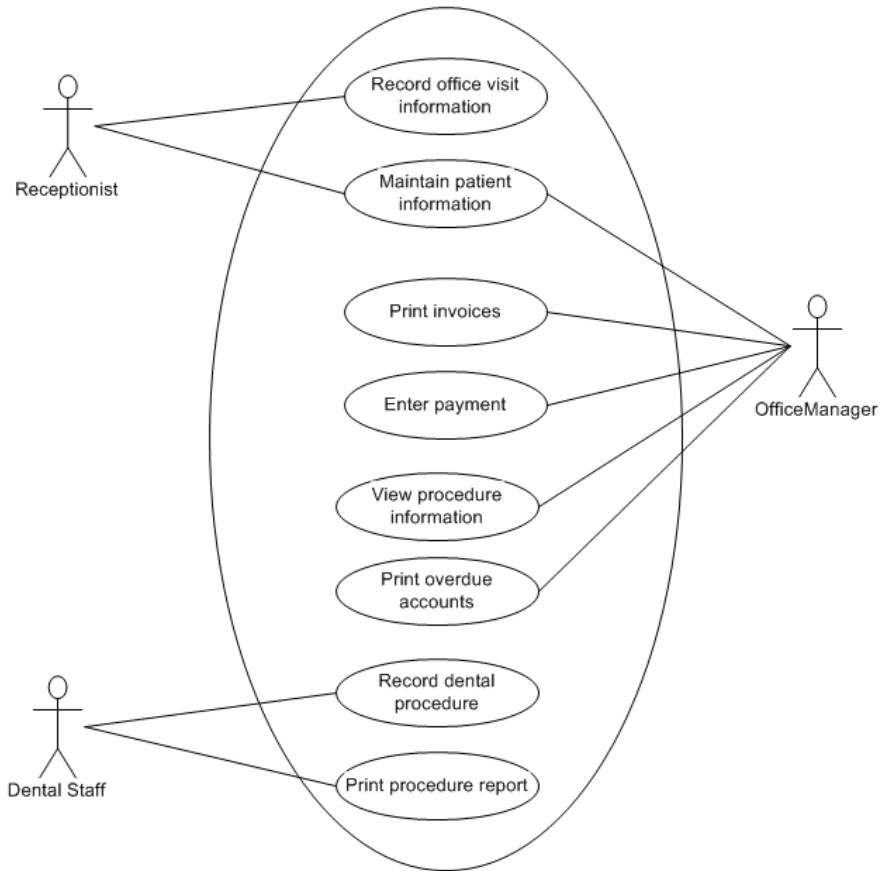 Record office visit
information
Receptionist
Maintain patient
information
Print invoices
OfficeManager
Enter payment
View procedure
information
Print overdue
accounts
Record dental
procedure
Dental Staff
Print procedure report